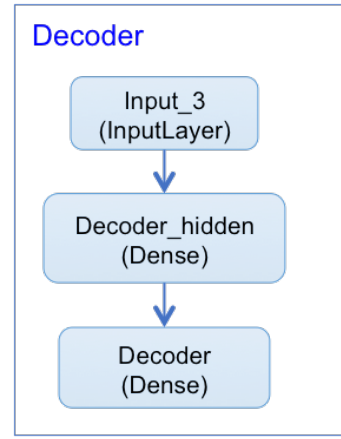 Decoder
Input_3
(InputLayer)
Decoder_hidden
(Dense)
Decoder
(Dense)